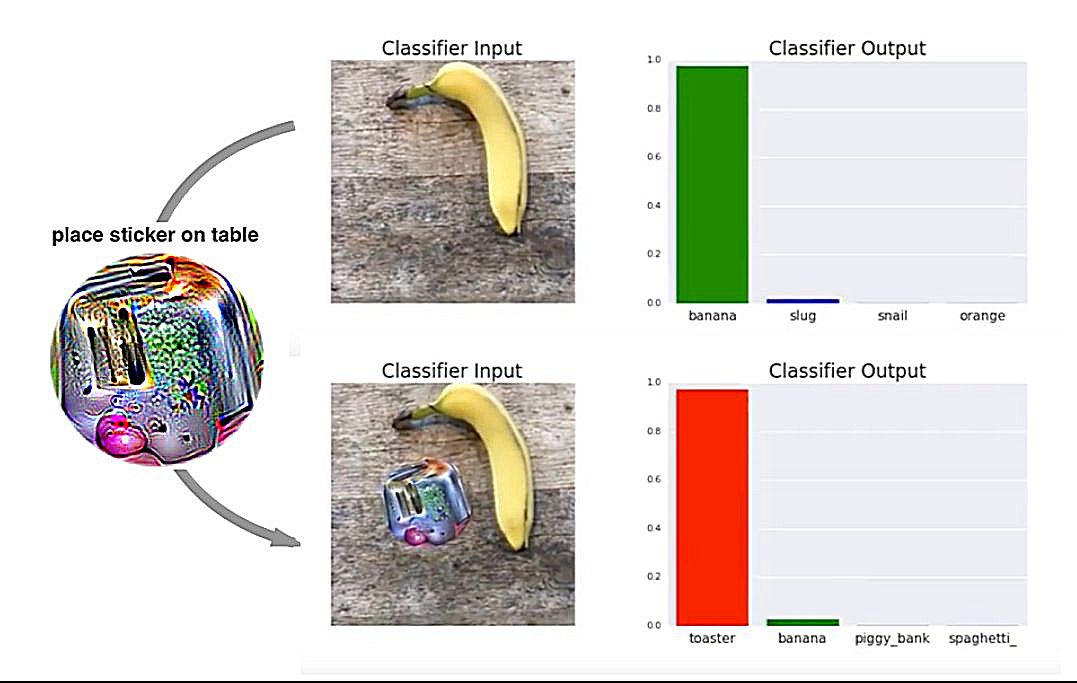 Classifier Input
Classifier Output
1.0
0.8
0.6
0.4
0.2
0.0
banana slug snail orange
place sticker on table
Classifier Input
Classifier Output
1.0
0.8
0.6
0.4
0.2
0.0
toaster banana piggy_bank spaghetti_